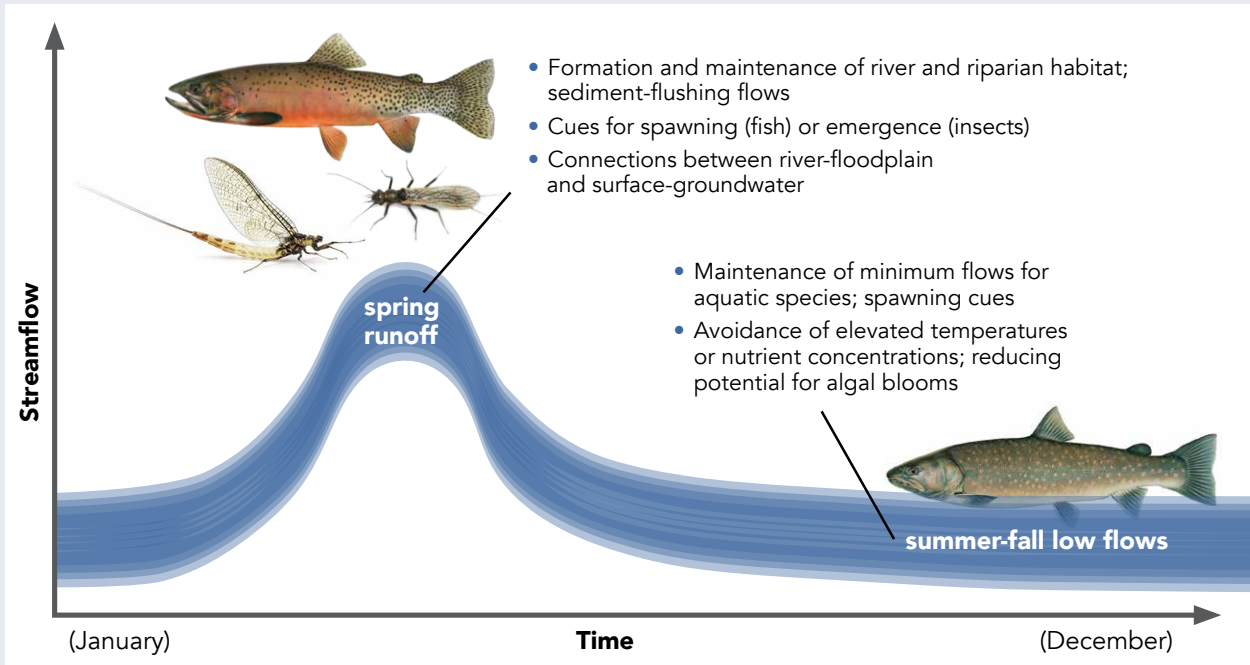 • Formation and maintenance of river and riparian habitat;
sediment-flushing flows
• Cues for spawning (fish) or emergence (insects)
• Connections between river-floodplain
and surface-groundwater
• Maintenance of minimum flows for
aquatic species; spawning cues
• Avoidance of elevated temperatures
or nutrient concentrations; reducing
potential for algal blooms
spring
runoff
summer-fall low flows
Streamflow
(January)
Time
(December)